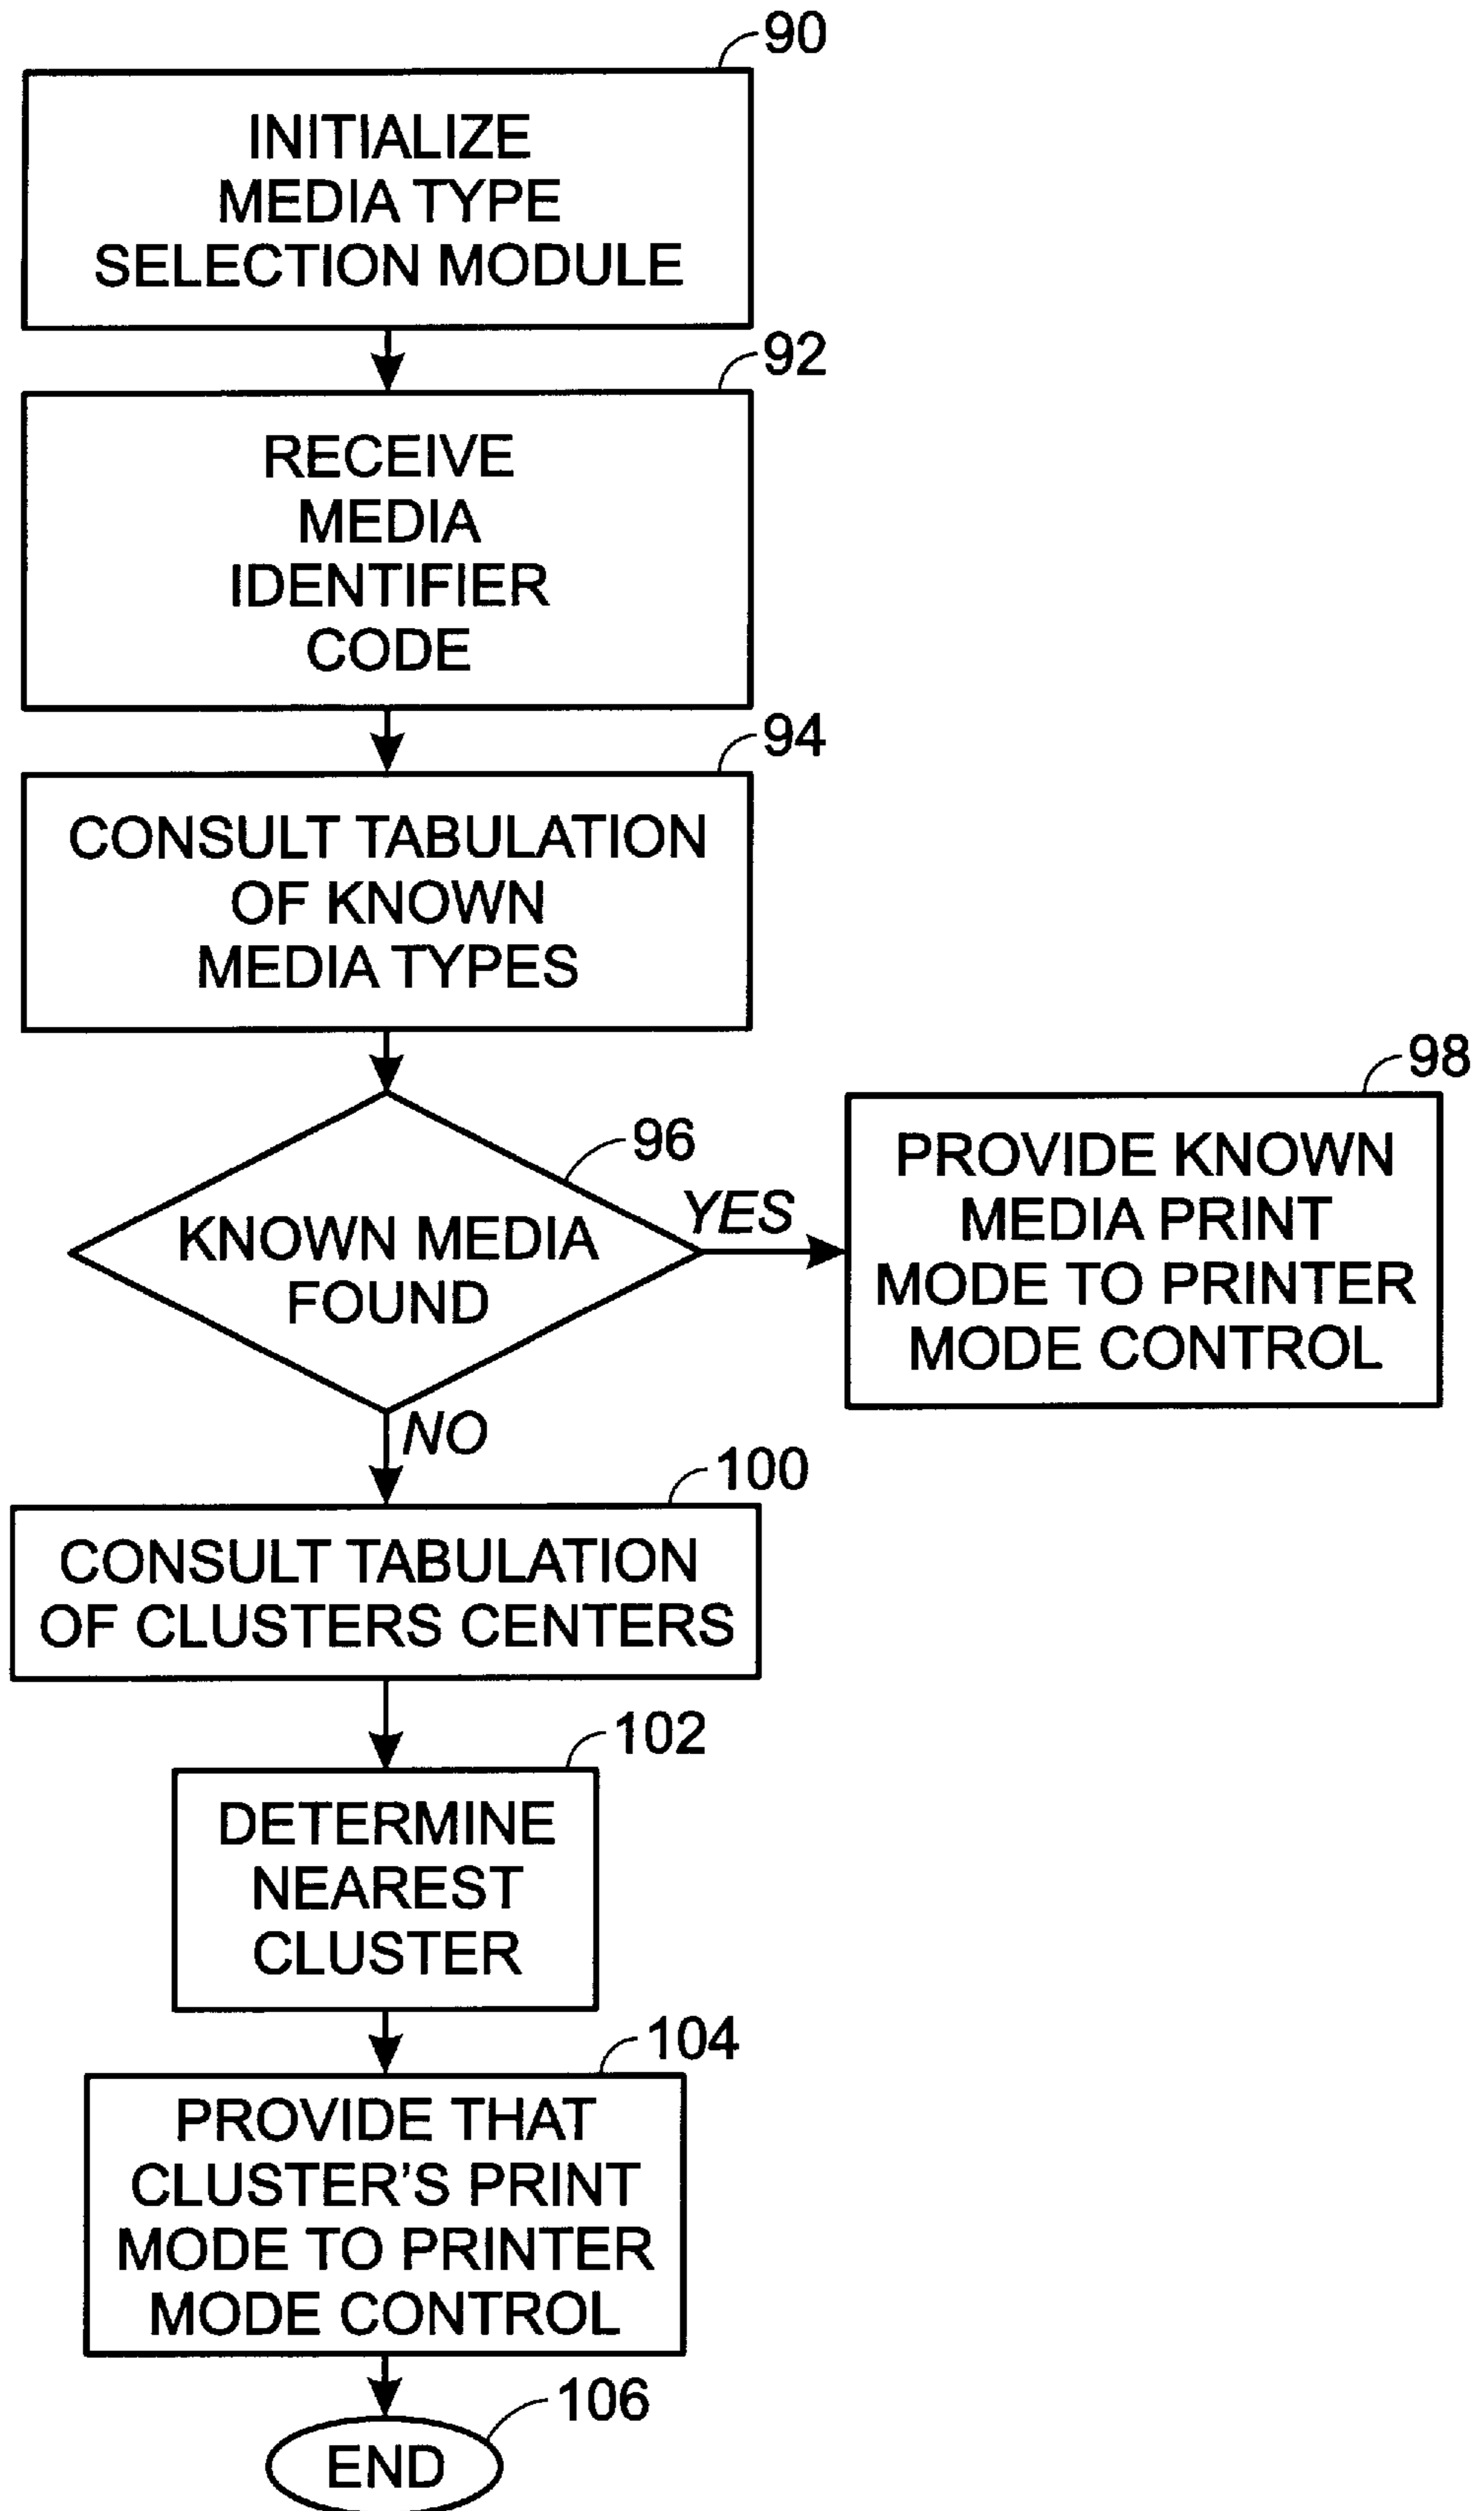 90
INITIALIZE
MEDIA TYPE
SELECTION MODULE
92
RECEIVE
MEDIA
IDENTIFIER
CODE
94
CONSULT TABULATION
OF KNOWN
MEDIA TYPES
96
KNOWN MEDIA
FOUND
YES
98
PROVIDE KNOWN
MEDIA PRINT
MODE TO PRINTER
MODE CONTROL
NO
100
CONSULT TABULATION
OF CLUSTERS CENTERS
102
DETERMINE
NEAREST
CLUSTER
104
PROVIDE THAT
CLUSTER'S PRINT
MODE TO PRINTER
MODE CONTROL
106
END